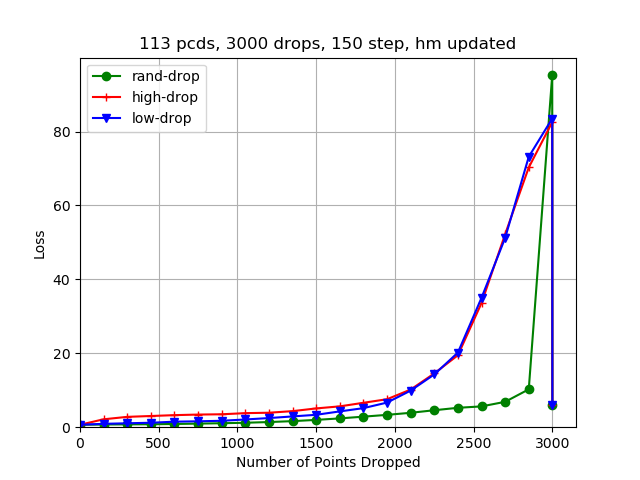 113 pcds, 3000 drops, 150 step, hm updated
rand-drop
high-drop
low-drop
80
60
40
20
0
Loss
0 500 1000 1500 2000 2500 3000
Number of Points Dropped